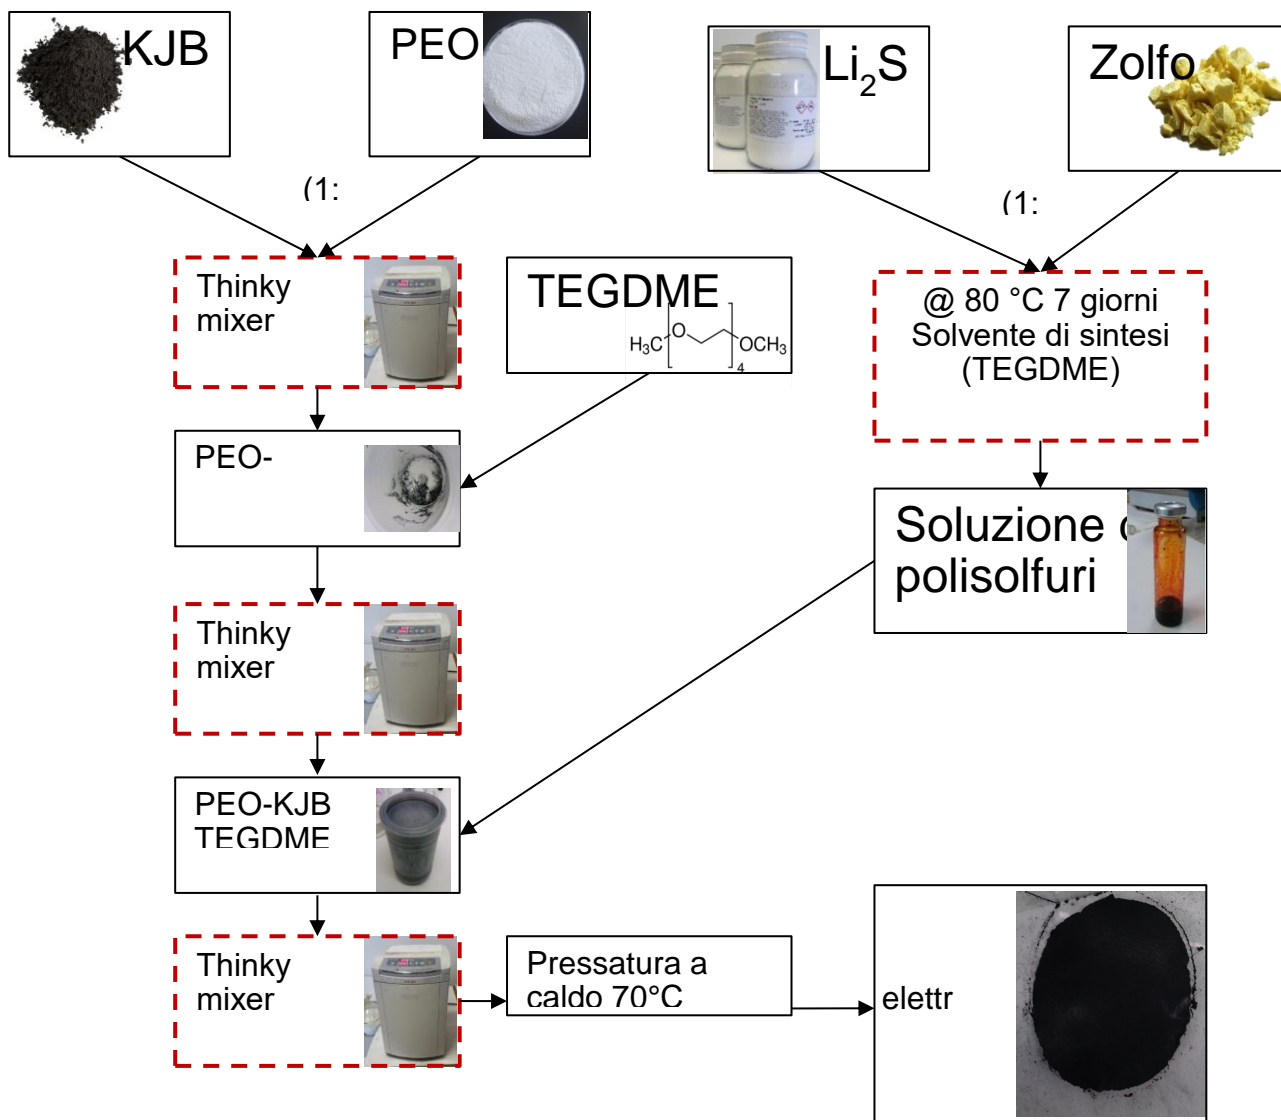 KJB
PEO
Li₂S
Zolfo
(1:
(1:
Thinky
mixer
TEGDME
H₃C
O
OCH₃
4
@ 80 °C 7 giorni
Solvente di sintesi
(TEGDME)
PEO-
Soluzione
polisolfuri
Thinky
mixer
PEO-KJB
TEGDME
Thinky
mixer
Pressatura a
caldo 70°C
elettr